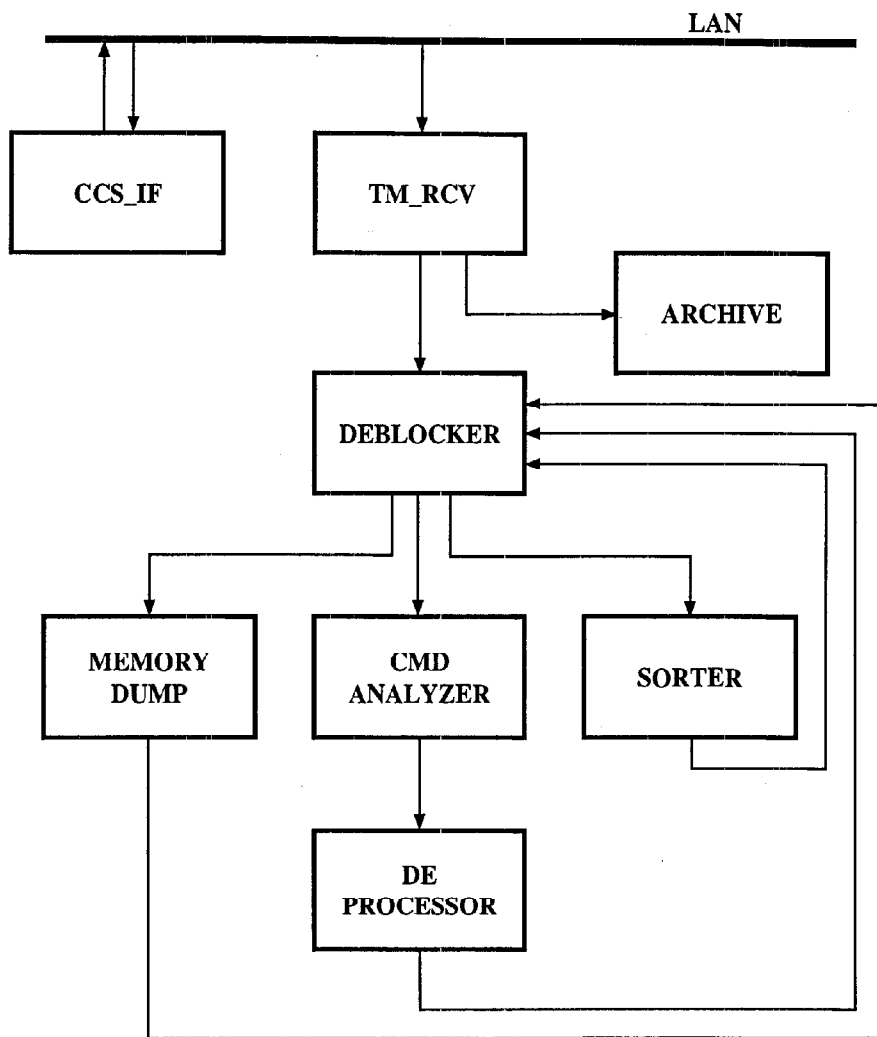 LAN
CCS_IF
TM_RCV
ARCHIVE
DEBLOCKER
MEMORY
DUMP
CMD
ANALYZER
SORTER
DE
PROCESSOR